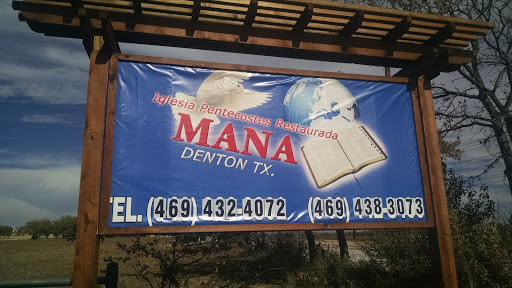 Iglesia Pentecostes Restaurada
MANA
DENTON TX.
TEL. (469) 432-4072 (469) 438-3073